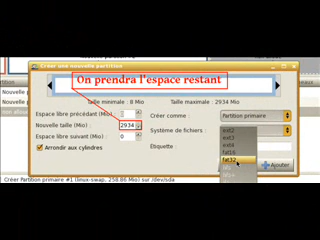 Créer une nouvelle partition
On prendra l'espace restant
Taille minimale : 8 Mio
Taille maximale : 2934 Mio
Espace libre précédent (Mio) :
Créer comme :
Partition primaire
Nouvelle taille (Mio) :
2934
Système de fichiers :
Espace libre suivant (Mio) :
0
Étiquette :
Arrondir aux cylindres
ext2
ext3
ext4
fat16
fat32
Ajouter
Nouvelle p
Nouvelle p
Créer Partition primaire #1 (linux-swap, 258.86 Mio) sur /dev/sda